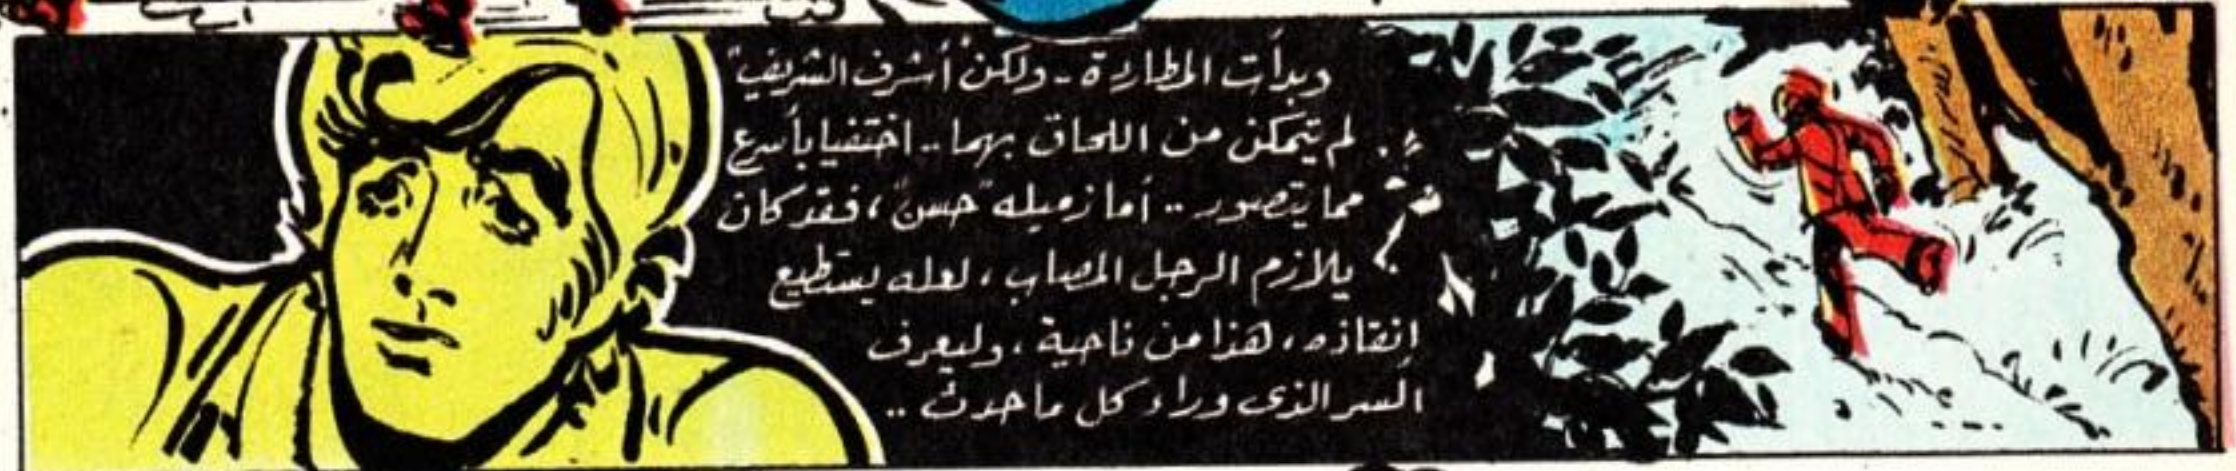 وبدأت المطاردة - ولكن "أشرف الشريف"
لم يتمكن من اللحاق بهما .. اختفيا بأسرع
مما يتصور .. أما زميله "حسن"، فقد كان
يلازم الرجل المصاب، لعله يستطيع
إنقاذه، هذا من ناحية، وليعرف
السر الذى وراء كل ما حدث ..